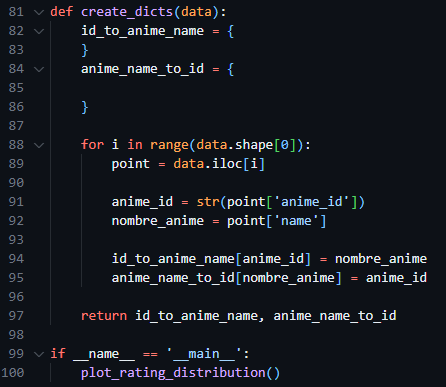 81 def create_dicts(data):
82     id_to_anime_name = {
83     }
84     anime_name_to_id = {
85
86     }
87
88     for i in range(data.shape[0]):
89         point = data.iloc[i]
90
91         anime_id = str(point['anime_id'])
92         nombre_anime = point['name']
93
94         id_to_anime_name[anime_id] = nombre_anime
95         anime_name_to_id[nombre_anime] = anime_id
96
97     return id_to_anime_name, anime_name_to_id
98
99 if __name__ == '__main__':
100     plot_rating_distribution()